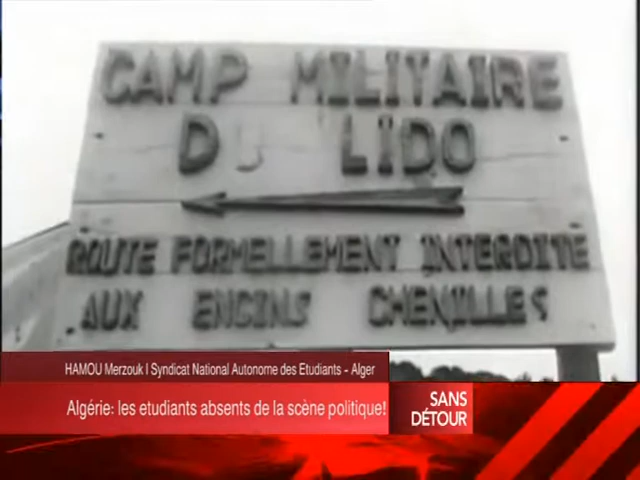 CAMP MILITAIRE
DU LIDO
ROUTE FORMELLEMENT INTERDITE
AUX ENGINS CHENILLES
HAMOU Merzouk I Syndicat National Autonome des Etudiants - Alger
Algérie: les etudiants absents de la scène politique!
SANS
DÉTOUR